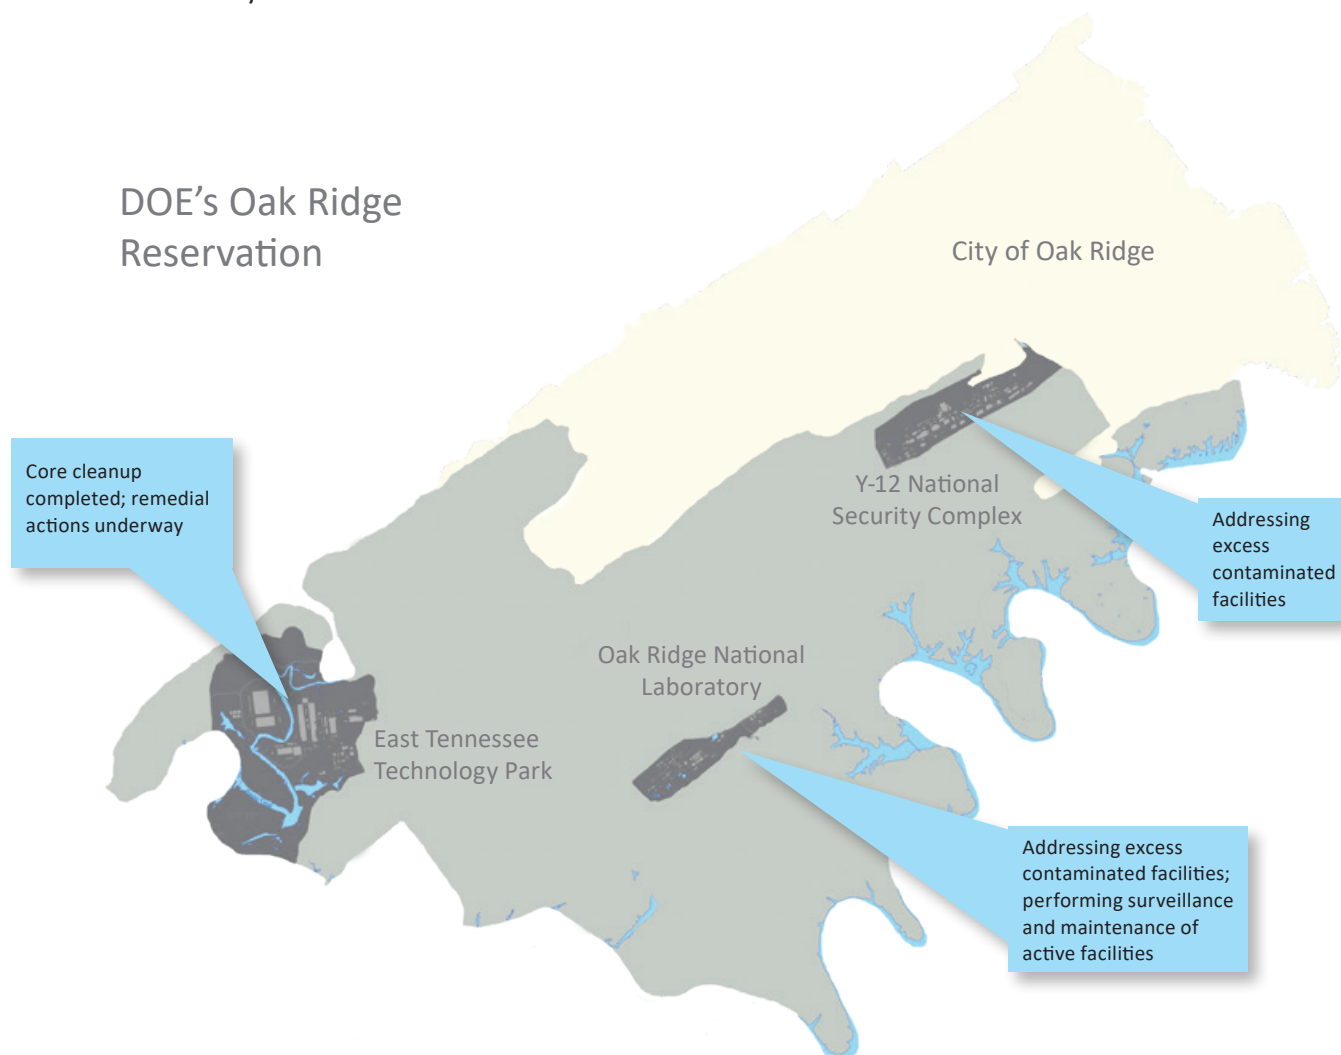 DOE's Oak Ridge
Reservation
City of Oak Ridge
Core cleanup
completed; remedial
actions underway
Y-12 National
Security Complex
Addressing
excess
contaminated
facilities
Oak Ridge National
Laboratory
East Tennessee
Technology Park
Addressing excess
contaminated facilities;
performing surveillance
and maintenance of
active facilities